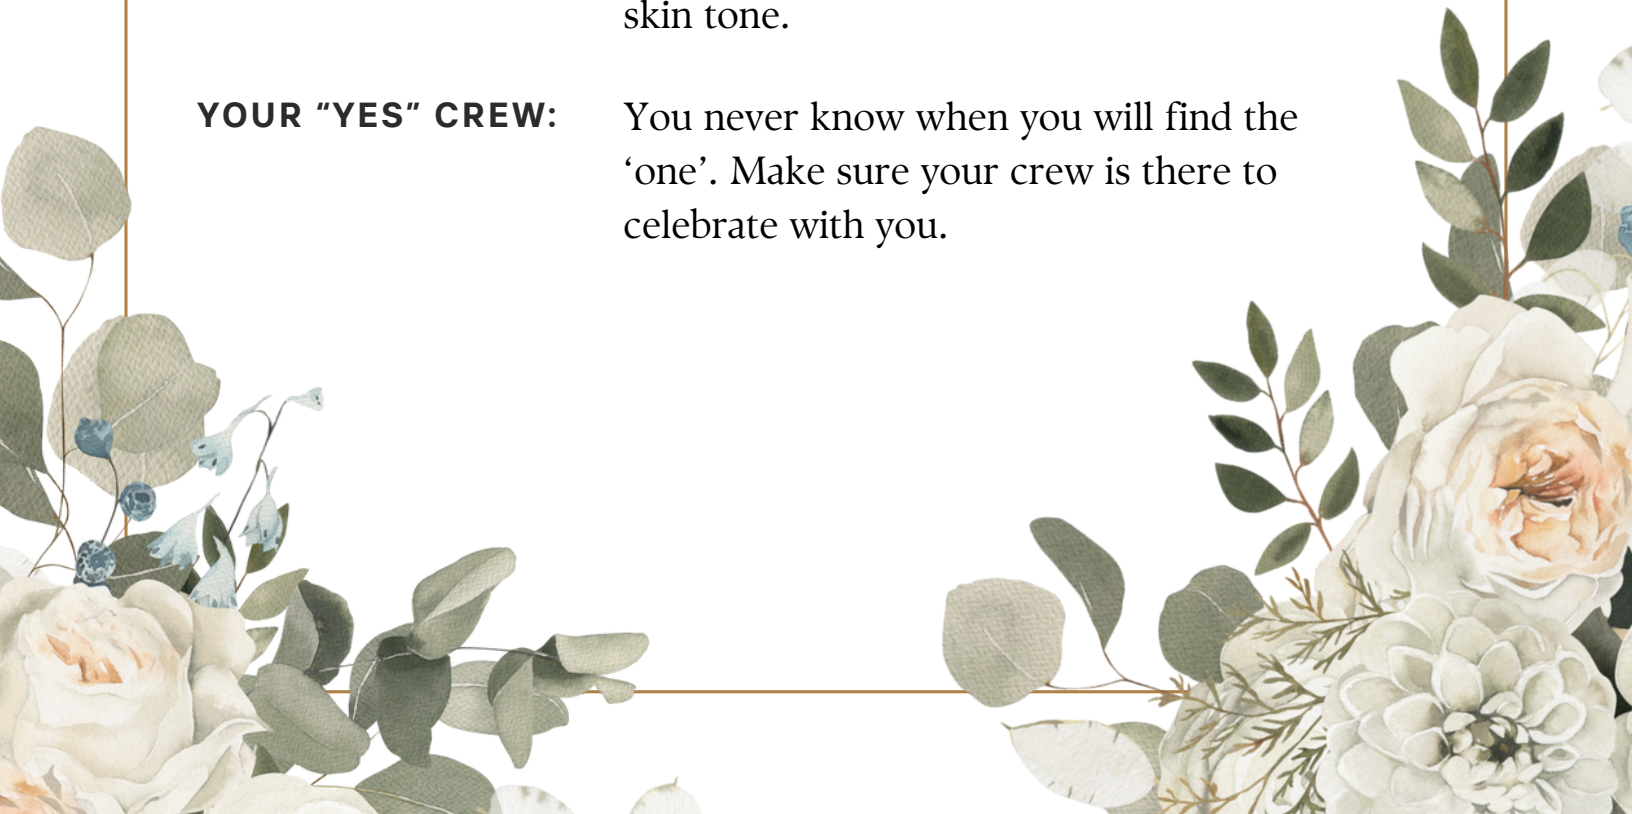 skin tone.
YOUR “YES” CREW:
You never know when you will find the
‘one’. Make sure your crew is there to
celebrate with you.